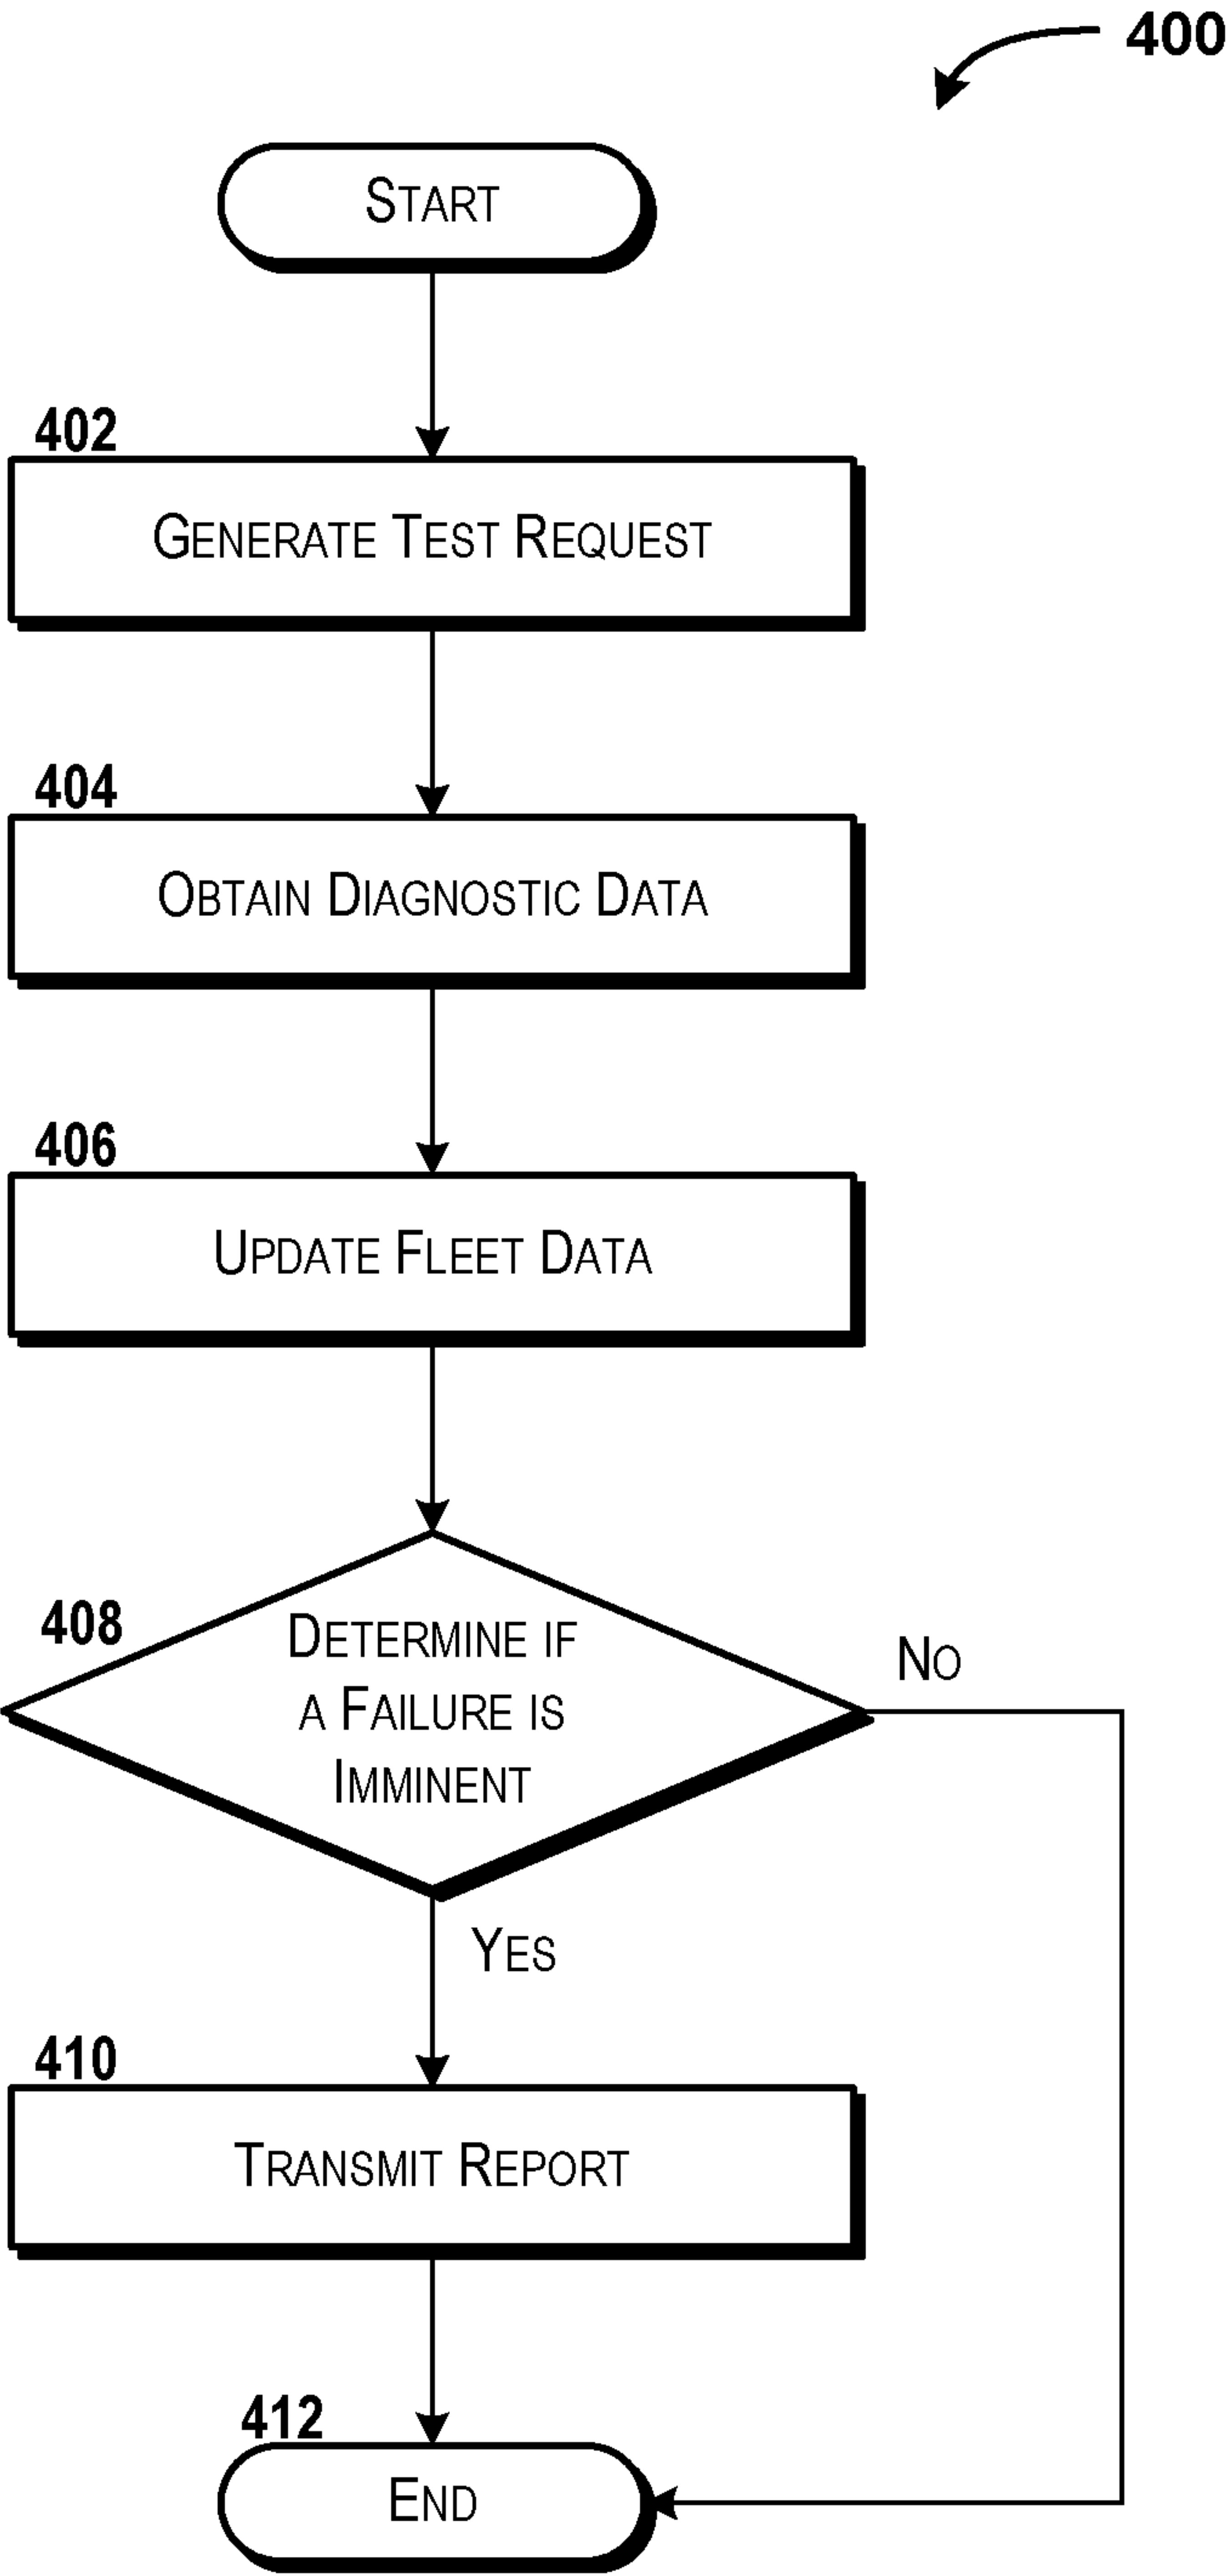 400
START
402
GENERATE TEST REQUEST
404
OBTAIN DIAGNOSTIC DATA
406
UPDATE FLEET DATA
408
DETERMINE IF
A FAILURE IS
IMMINENT
NO
YES
410
TRANSMIT REPORT
412
END